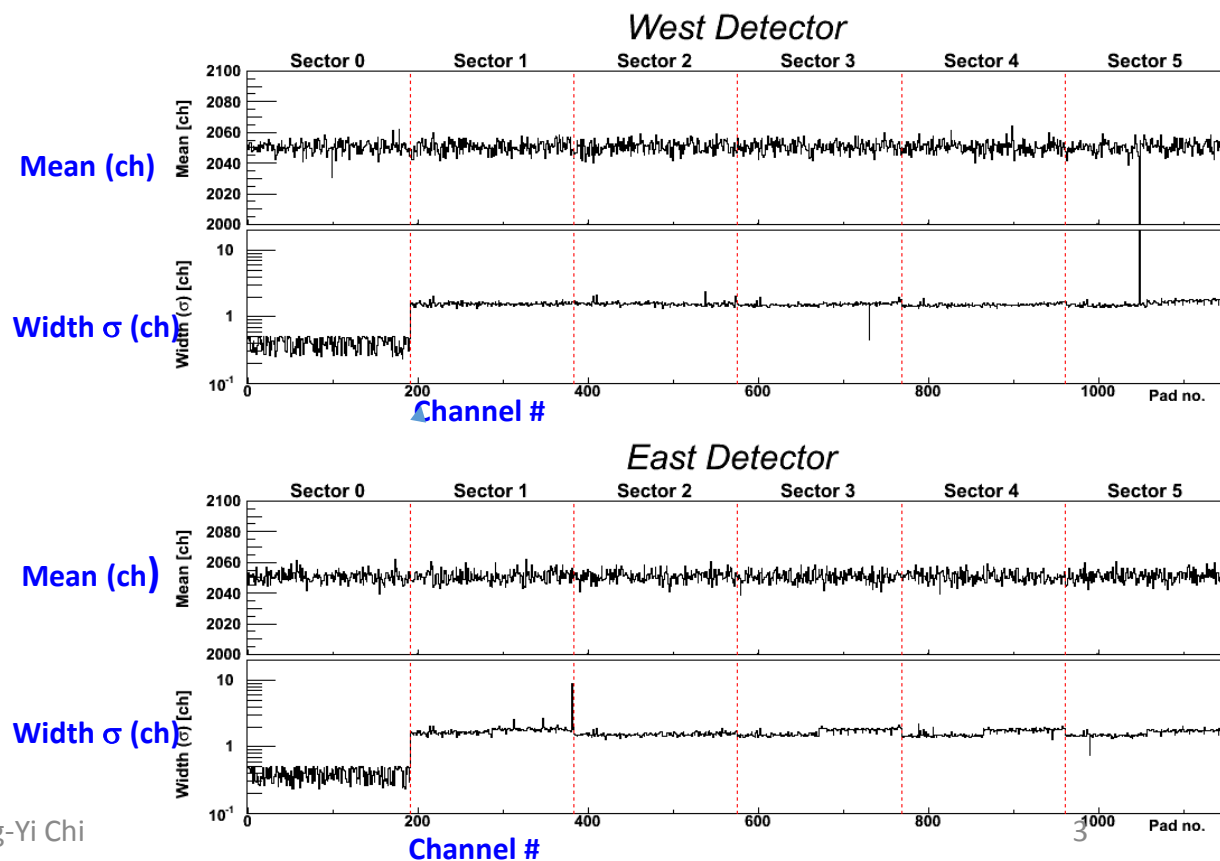 West Detector
Sector 0 Sector 1 Sector 2 Sector 3 Sector 4 Sector 5
Mean (ch)
Mean [ch]
2100
2080
2060
2040
2020
2000
Width σ (ch)
Width (σ) [ch]
10
1
10-1
0 200 400 600 800 1000 Pad no.
Channel #
East Detector
Sector 0 Sector 1 Sector 2 Sector 3 Sector 4 Sector 5
Mean (ch)
Mean [ch]
2100
2080
2060
2040
2020
2000
Width σ (ch)
Width (σ) [ch]
10
1
10-1
0 200 400 600 800 1000 Pad no.
g-Yi Chi
3
Channel #